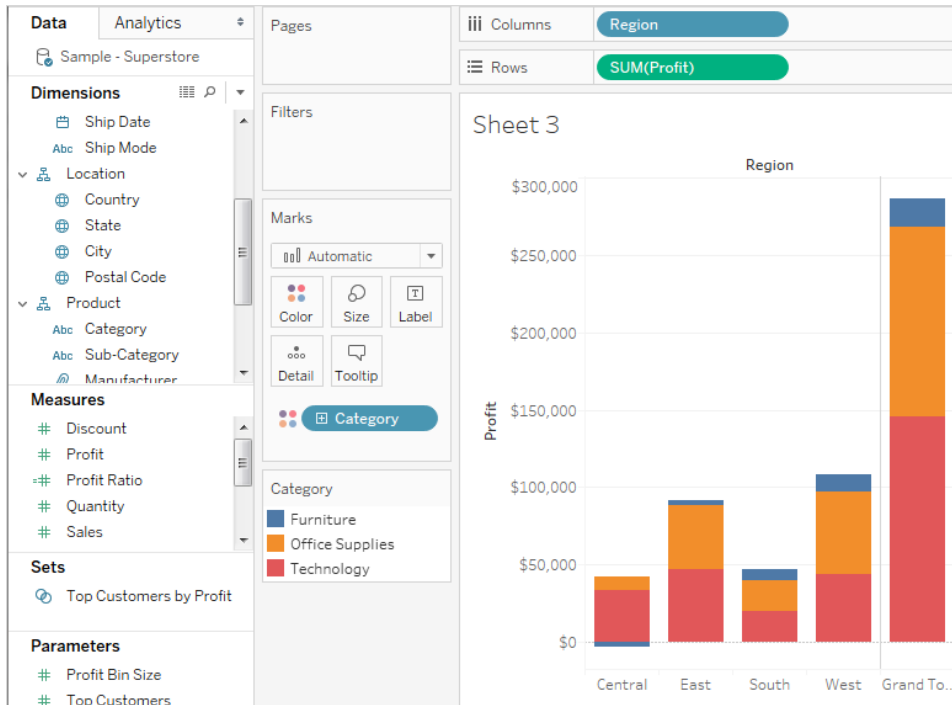 Data Analytics
Sample - Superstore
Dimensions
Ship Date
Abc Ship Mode
Location
Country
State
City
Postal Code
Product
Abc Category
Abc Sub-Category
Manufacturer
Measures
# Discount
# Profit
=# Profit Ratio
# Quantity
# Sales
Sets
Top Customers by Profit
Parameters
# Profit Bin Size
# Top Customers
Pages
Filters
Marks
Automatic
Color Size Label
Detail Tooltip
Category
Category
Furniture
Office Supplies
Technology
Columns Region
Rows SUM(Profit)
Sheet 3
Region
Profit
$300,000
$250,000
$200,000
$150,000
$100,000
$50,000
$0
Central East South West Grand To...